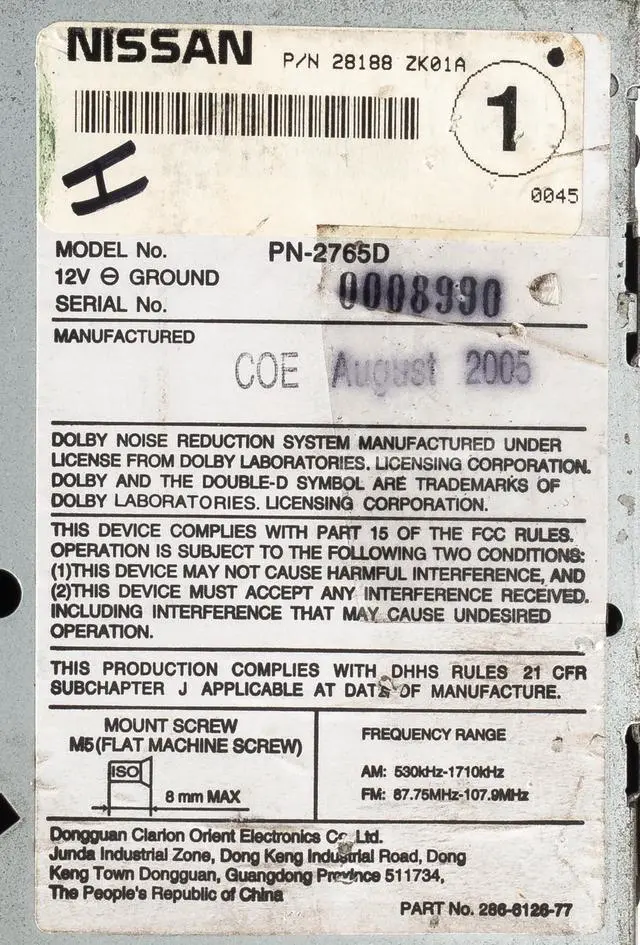 NISSAN
P/N 28188 ZK01A
1
H
0045
MODEL No. PN-2765D
12V ⊖ GROUND
SERIAL No. 0008990
MANUFACTURED
COE August 2005
DOLBY NOISE REDUCTION SYSTEM MANUFACTURED UNDER
LICENSE FROM DOLBY LABORATORIES. LICENSING CORPORATION.
DOLBY AND THE DOUBLE-D SYMBOL ARE TRADEMARKS OF
DOLBY LABORATORIES. LICENSING CORPORATION.
THIS DEVICE COMPLIES WITH PART 15 OF THE FCC RULES.
OPERATION IS SUBJECT TO THE FOLLOWING TWO CONDITIONS:
(1)THIS DEVICE MAY NOT CAUSE HARMFUL INTERFERENCE, AND
(2)THIS DEVICE MUST ACCEPT ANY INTERFERENCE RECEIVED.
INCLUDING INTERFERENCE THAT MAY CAUSE UNDESIRED
OPERATION.
THIS PRODUCTION COMPLIES WITH DHHS RULES 21 CFR
SUBCHAPTER J APPLICABLE AT DATE OF MANUFACTURE.
MOUNT SCREW
M5(FLAT MACHINE SCREW)
ISO
8 mm MAX
FREQUENCY RANGE
AM: 530kHz-1710kHz
FM: 87.75MHz-107.9MHz
Dongguan Clarion Orient Electronics Co. Ltd.
Junda Industrial Zone, Dong Keng Industrial Road, Dong
Keng Town Dongguan, Guangdong Province 511734,
The People's Republic of China
PART No. 286-6126-77